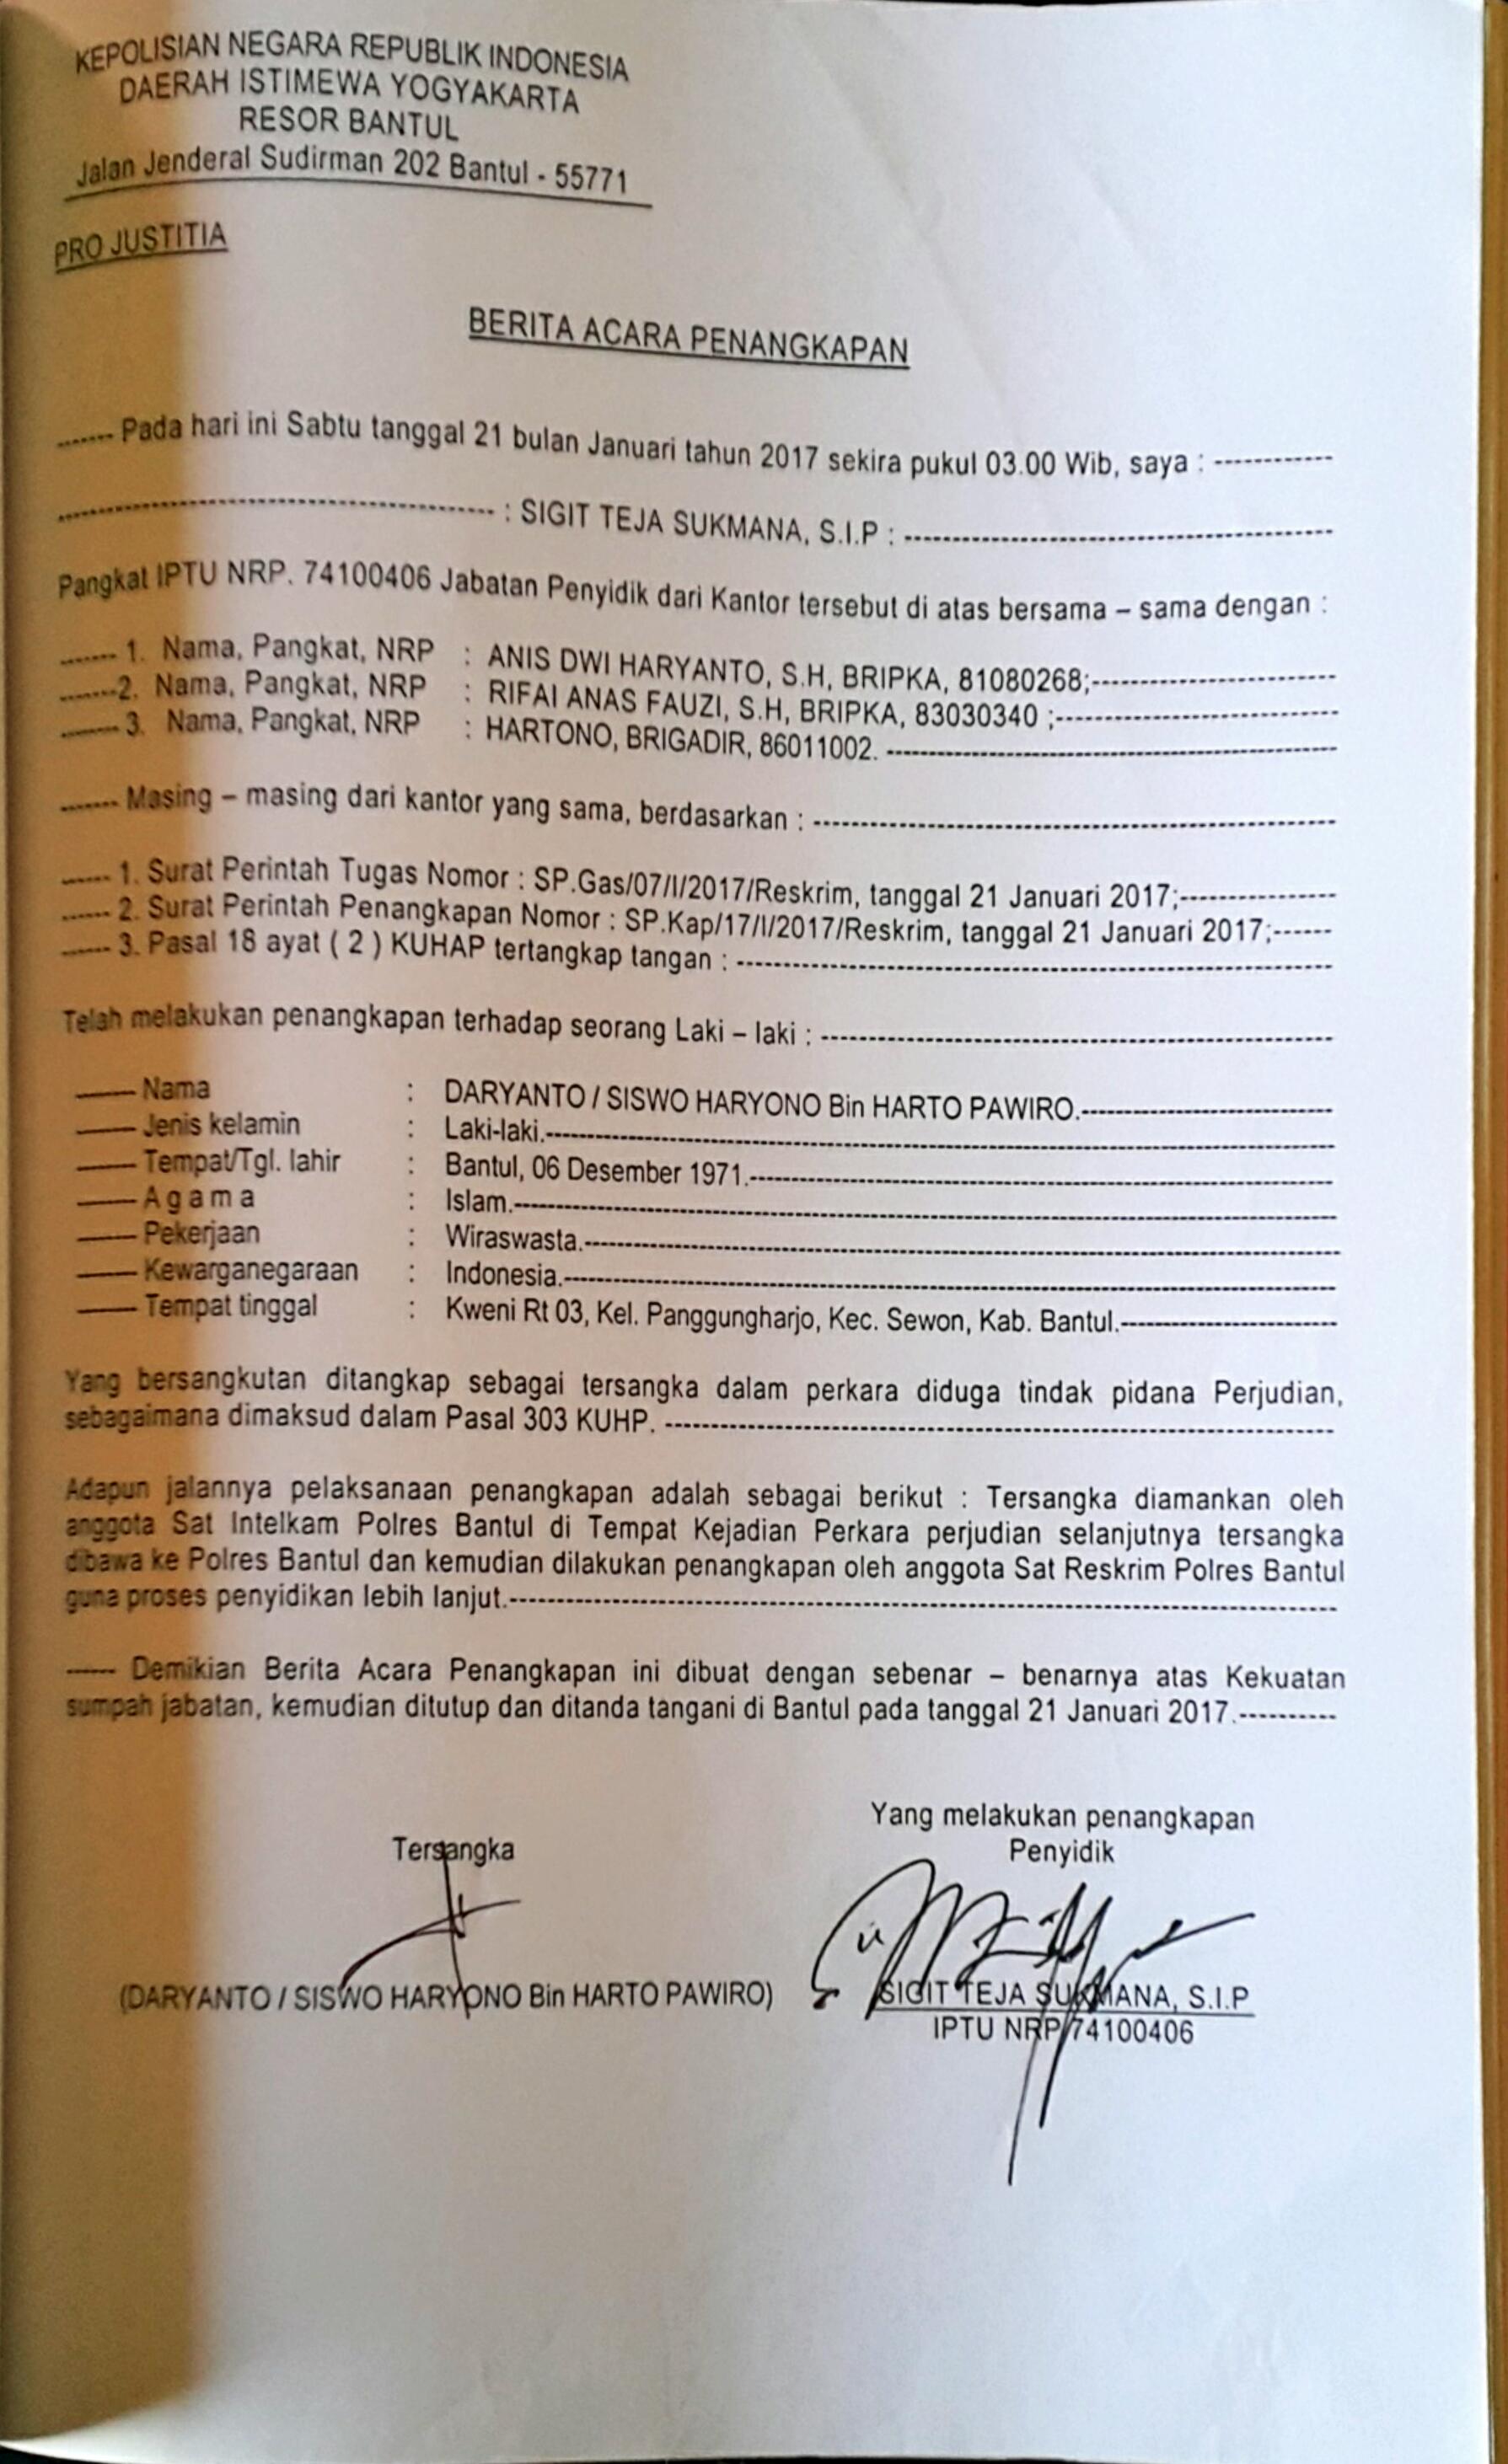 KEPOLISIAN NEGARA REPUBLIK INDONESIA
DAERAH ISTIMEWA YOGYAKARTA
RESOR BANTUL
Jalan Jenderal Sudirman 202 Bantul - 55771
PRO JUSTITIA
BERITA ACARA PENANGKAPAN
------- Pada hari ini Sabtu tanggal 21 bulan Januari tahun 2017 sekira pukul 03.00 Wib, saya : ------------
--------------------------------------------- : SIGIT TEJA SUKMANA, S.I.P : --------------------------------------------
Pangkat IPTU NRP. 74100406 Jabatan Penyidik dari Kantor tersebut di atas bersama – sama dengan :
------- 1. Nama, Pangkat, NRP : ANIS DWI HARYANTO, S.H, BRIPKA, 81080268;-------------------------
-------2. Nama, Pangkat, NRP : RIFAI ANAS FAUZI, S.H, BRIPKA, 83030340 ;-----------------------------
------- 3. Nama, Pangkat, NRP : HARTONO, BRIGADIR, 86011002. ----------------------------------------------
------- Masing – masing dari kantor yang sama, berdasarkan : ------------------------------------------------------
------ 1. Surat Perintah Tugas Nomor : SP.Gas/07/I/2017/Reskrim, tanggal 21 Januari 2017;----------------
------ 2. Surat Perintah Penangkapan Nomor : SP.Kap/17/I/2017/Reskrim, tanggal 21 Januari 2017;------
------ 3. Pasal 18 ayat ( 2 ) KUHAP tertangkap tangan : --------------------------------------------------------------
Telah melakukan penangkapan terhadap seorang Laki – laki : -----------------------------------------------------
------- Nama : DARYANTO / SISWO HARYONO Bin HARTO PAWIRO.--------------------------
------- Jenis kelamin : Laki-laki.----------------------------------------------------------------------------------
------- Tempat/Tgl. lahir : Bantul, 06 Desember 1971.------------------------------------------------------------
------- A g a m a : Islam.--------------------------------------------------------------------------------------
------- Pekerjaan : Wiraswasta.------------------------------------------------------------------------------
------- Kewarganegaraan : Indonesia.--------------------------------------------------------------------------------
------- Tempat tinggal : Kweni Rt 03, Kel. Panggungharjo, Kec. Sewon, Kab. Bantul.-----------------------
Yang bersangkutan ditangkap sebagai tersangka dalam perkara diduga tindak pidana Perjudian,
sebagaimana dimaksud dalam Pasal 303 KUHP. ----------------------------------------------------------------------
Adapun jalannya pelaksanaan penangkapan adalah sebagai berikut : Tersangka diamankan oleh
anggota Sat Intelkam Polres Bantul di Tempat Kejadian Perkara perjudian selanjutnya tersangka
dibawa ke Polres Bantul dan kemudian dilakukan penangkapan oleh anggota Sat Reskrim Polres Bantul
guna proses penyidikan lebih lanjut.--------------------------------------------------------------------------------------
------ Demikian Berita Acara Penangkapan ini dibuat dengan sebenar – benarnya atas Kekuatan
sumpah jabatan, kemudian ditutup dan ditanda tangani di Bantul pada tanggal 21 Januari 2017.----------
Yang melakukan penangkapan
Tersangka
Penyidik
(DARYANTO / SISWO HARYONO Bin HARTO PAWIRO)
SIGIT TEJA SUKMANA, S.I.P
IPTU NRP 74100406